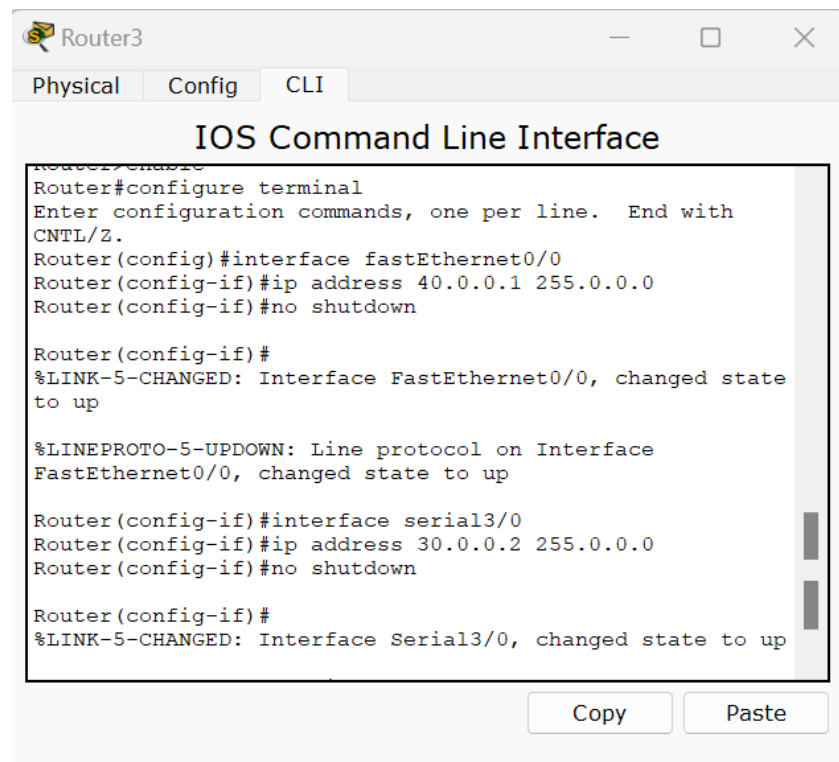 Router3
Physical Config CLI
IOS Command Line Interface
Router>enable
Router#configure terminal
Enter configuration commands, one per line.  End with
CNTL/Z.
Router(config)#interface fastEthernet0/0
Router(config-if)#ip address 40.0.0.1 255.0.0.0
Router(config-if)#no shutdown
Router(config-if)#
%LINK-5-CHANGED: Interface FastEthernet0/0, changed state
to up
%LINEPROTO-5-UPDOWN: Line protocol on Interface
FastEthernet0/0, changed state to up
Router(config-if)#interface serial3/0
Router(config-if)#ip address 30.0.0.2 255.0.0.0
Router(config-if)#no shutdown
Router(config-if)#
%LINK-5-CHANGED: Interface Serial3/0, changed state to up
Copy Paste